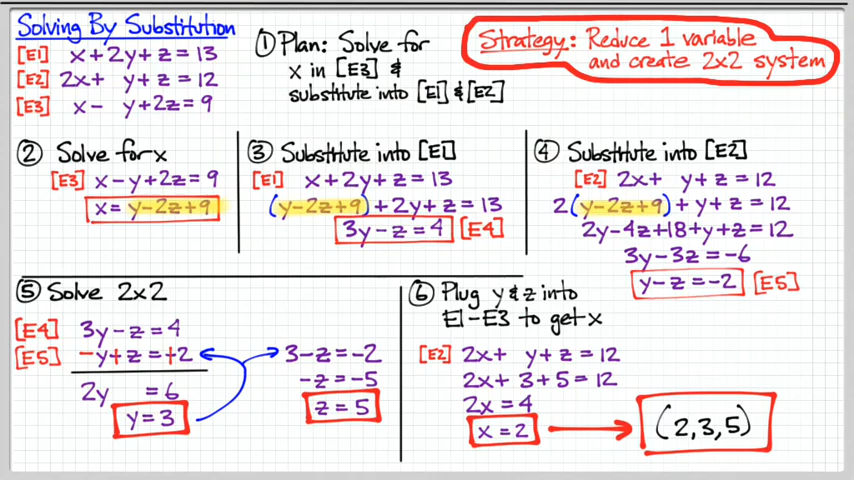 Solving By Substitution
[E1] x + 2y + z = 13
[E2] 2x + y + z = 12
[E3] x - y + 2z = 9
① Plan: Solve for
x in [E3] &
substitute into [E1] & [E2]
Strategy: Reduce 1 variable
and create 2x2 system
② Solve for x
[E3] x - y + 2z = 9
x = y - 2z + 9
③ Substitute into [E1]
[E1] x + 2y + z = 13
(y - 2z + 9) + 2y + z = 13
3y - z = 4 [E4]
④ Substitute into [E2]
[E2] 2x + y + z = 12
2(y - 2z + 9) + y + z = 12
2y - 4z + 18 + y + z = 12
3y - 3z = -6
y - z = -2 [E5]
⑤ Solve 2x2
[E4] 3y - z = 4
[E5] -y + z = +2
2y = 6
y = 3
3 - z = -2
-z = -5
z = 5
⑥ Plug y & z into
E1 - E3 to get x
[E2] 2x + y + z = 12
2x + 3 + 5 = 12
2x = 4
x = 2
(2, 3, 5)